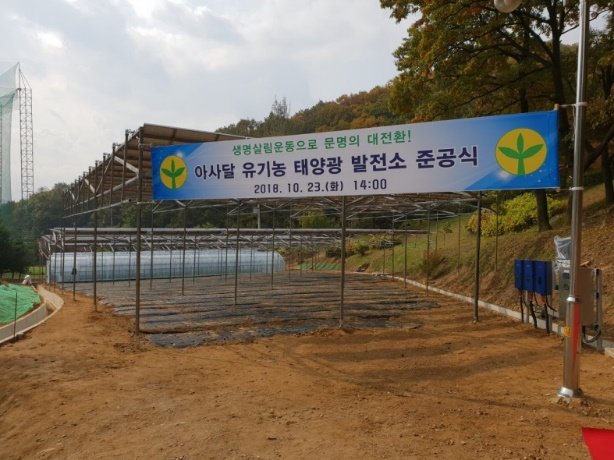 생명살림운동으로 문명의 대전환!
아사달 유기농 태양광 발전소 준공식
2018. 10. 23.(화) 14:00